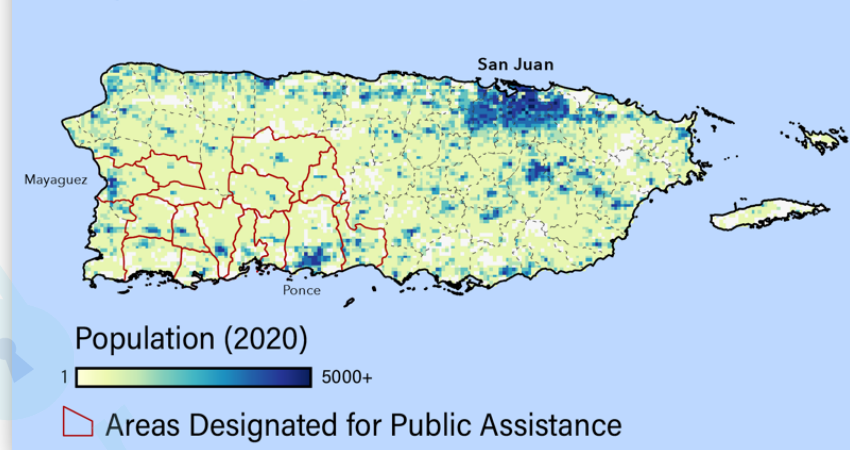 San Juan
Mayaguez
Ponce
Population (2020)
1 5000+
Areas Designated for Public Assistance